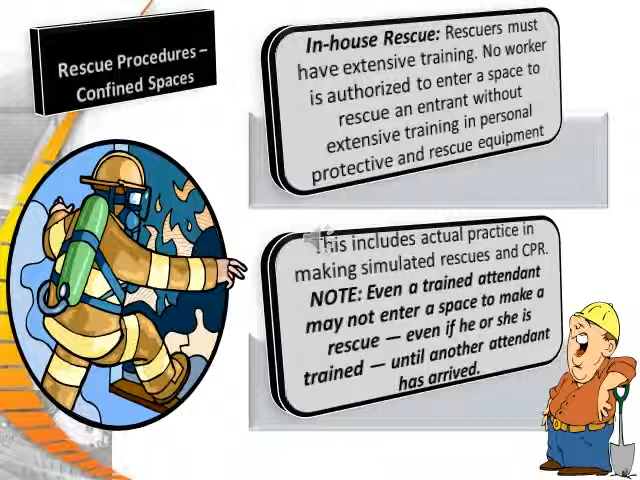 Rescue Procedures –
Confined Spaces
In-house Rescue: Rescuers must
have extensive training. No worker
is authorized to enter a space to
rescue an entrant without
extensive training in personal
protective and rescue equipment
This includes actual practice in
making simulated rescues and CPR.
NOTE: Even a trained attendant
may not enter a space to make a
rescue — even if he or she is
trained — until another attendant
has arrived.